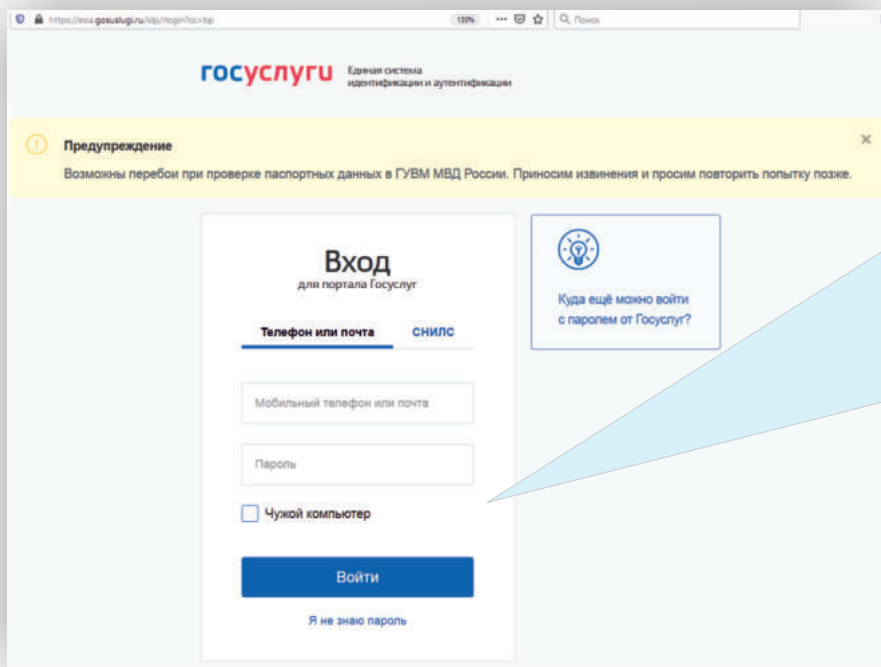 https://esia.gosuslugi.ru/idp/rlogin?cc=bp
120% ••• Поиск
госуслуги
Единая система
идентификации и аутентификации
Предупреждение
Возможны перебои при проверке паспортных данных в ГУВМ МВД России. Приносим извинения и просим повторить попытку позже.
Вход
для портала Госуслуг
Телефон или почта СНИЛС
Мобильный телефон или почта
Пароль
Чужой компьютер
Войти
Я не знаю пароль
Куда ещё можно войти
с паролем от Госуслуг?